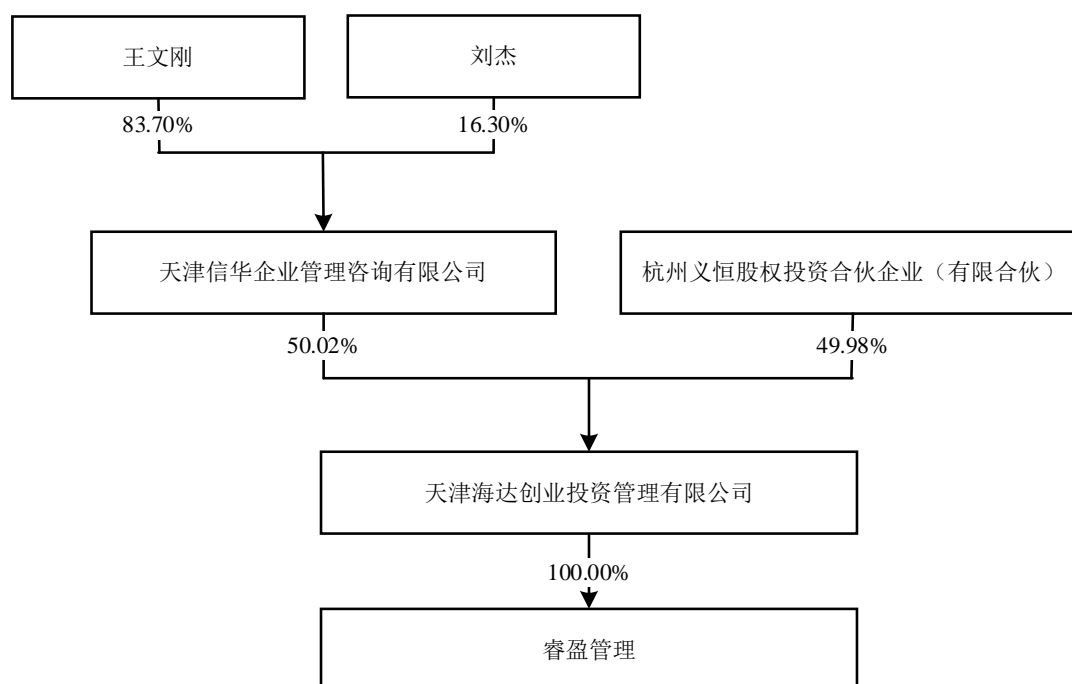 王文刚
刘杰
83.70%
16.30%
天津信华企业管理咨询有限公司
杭州义恒股权投资合伙企业（有限合伙）
50.02%
49.98%
天津海达创业投资管理有限公司
100.00%
睿盈管理